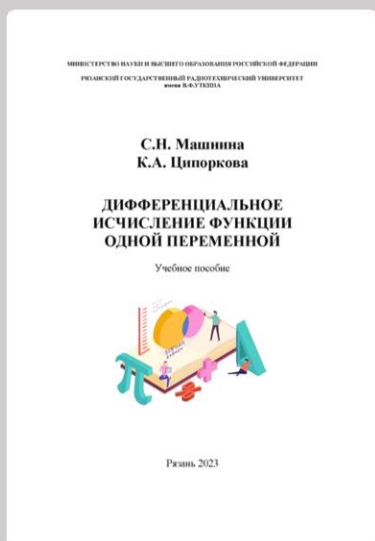 МИНИСТЕРСТВО НАУКИ И ВЫСШЕГО ОБРАЗОВАНИЯ РОССИЙСКОЙ ФЕДЕРАЦИИ
РЯЗАНСКИЙ ГОСУДАРСТВЕННЫЙ РАДИОТЕХНИЧЕСКИЙ УНИВЕРСИТЕТ
имени В.Ф.УТКИНА
С.Н. Машнина
К.А. Ципоркова
ДИФФЕРЕНЦИАЛЬНОЕ
ИСЧИСЛЕНИЕ ФУНКЦИИ
ОДНОЙ ПЕРЕМЕННОЙ
Учебное пособие
Рязань 2023